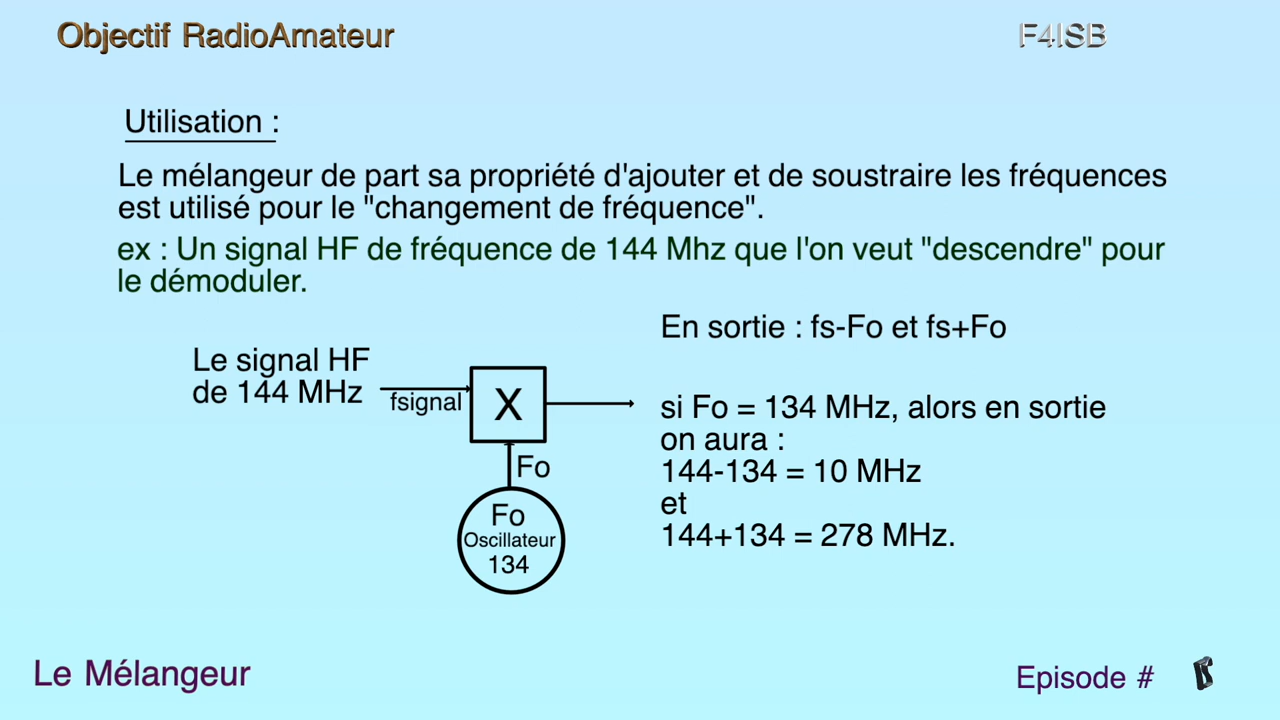 Objectif RadioAmateur
F4ISB
Utilisation :
Le mélangeur de part sa propriété d'ajouter et de soustraire les fréquences
est utilisé pour le "changement de fréquence".
ex : Un signal HF de fréquence de 144 Mhz que l'on veut "descendre" pour
le démoduler.
En sortie : fs-Fo et fs+Fo
Le signal HF
de 144 MHz
fsignal
X
Fo
Fo
Oscillateur
134
si Fo = 134 MHz, alors en sortie
on aura :
144-134 = 10 MHz
et
144+134 = 278 MHz.
Le Mélangeur
Episode #